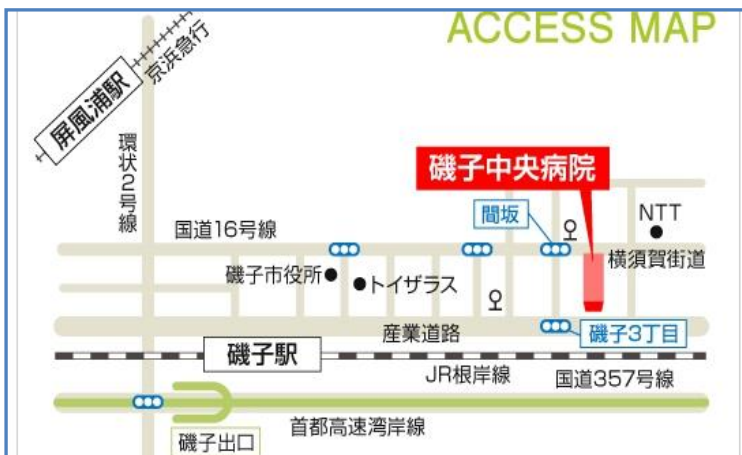 ACCESS MAP
京浜急行
屏風浦駅
環状2号線
磯子中央病院
間坂
NTT
国道16号線
横須賀街道
磯子市役所
トイザラス
産業道路
磯子3丁目
磯子駅
JR根岸線
国道357号線
首都高速湾岸線
磯子出口